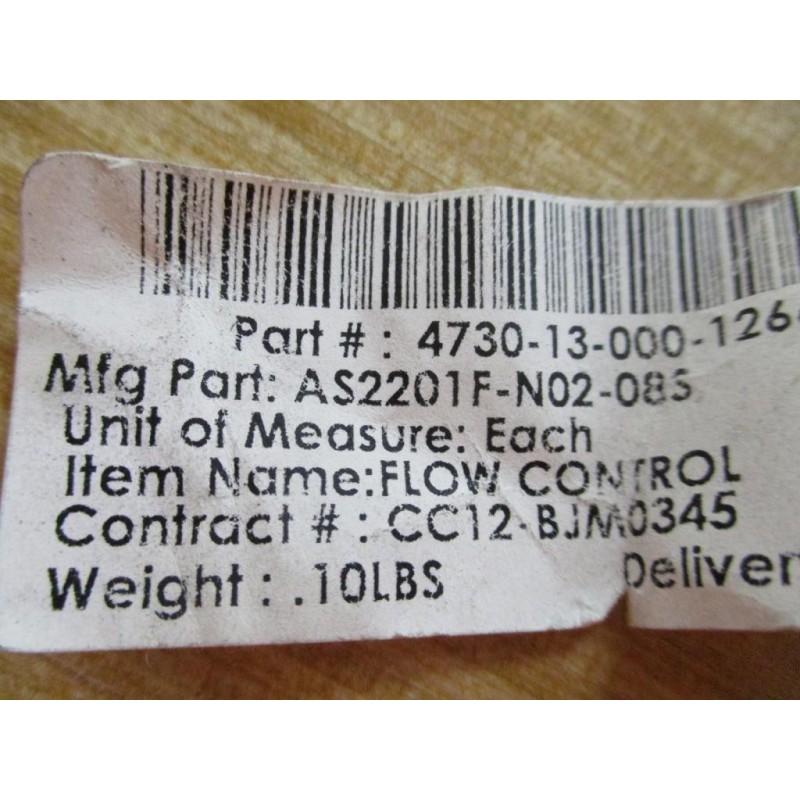 Part # : 4730-13-000-126
Mfg Part: AS2201F-N02-08S
Unit of Measure: Each
Item Name:FLOW CONTROL
Contract # : CC12-BJM0345
Weight : .10LBS Deliver